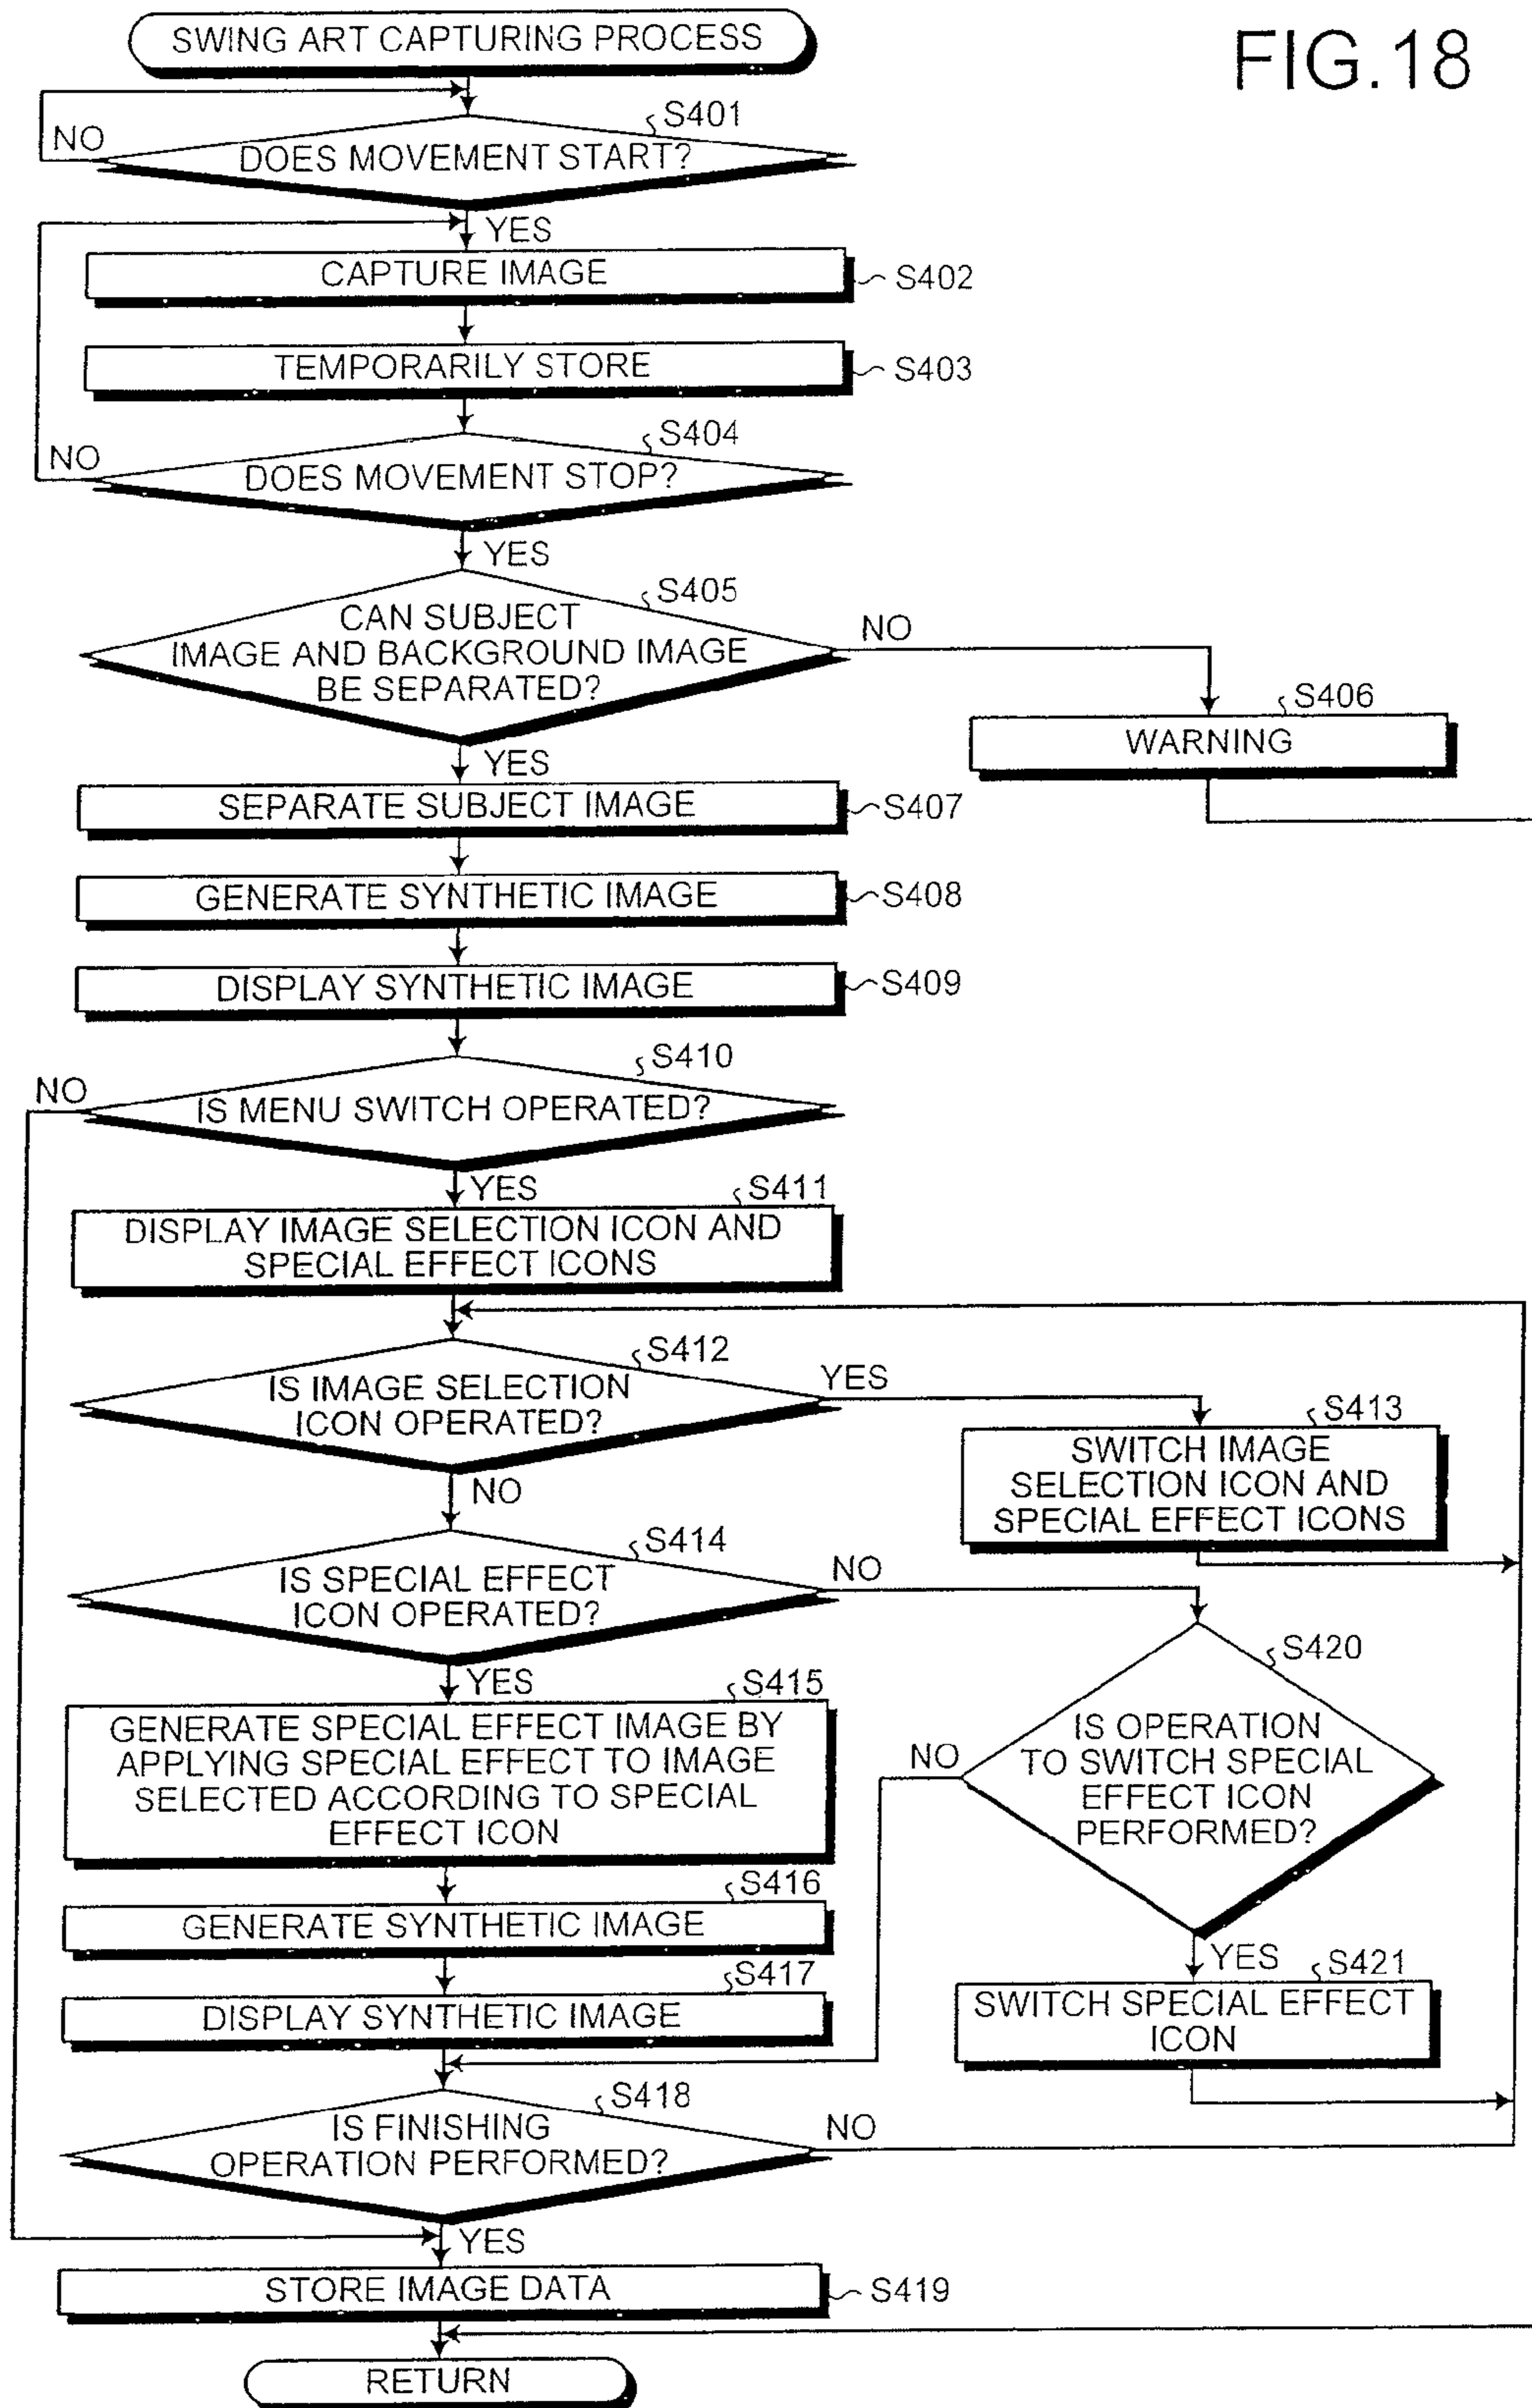 FIG.18
SWING ART CAPTURING PROCESS
S401
NO
DOES MOVEMENT START?
YES
CAPTURE IMAGE
S402
TEMPORARILY STORE
S403
S404
NO
DOES MOVEMENT STOP?
YES
S405
CAN SUBJECT
IMAGE AND BACKGROUND IMAGE
BE SEPARATED?
NO
S406
WARNING
YES
SEPARATE SUBJECT IMAGE
S407
GENERATE SYNTHETIC IMAGE
S408
DISPLAY SYNTHETIC IMAGE
S409
S410
NO
IS MENU SWITCH OPERATED?
YES
S411
DISPLAY IMAGE SELECTION ICON AND
SPECIAL EFFECT ICONS
S412
IS IMAGE SELECTION
ICON OPERATED?
YES
S413
SWITCH IMAGE
SELECTION ICON AND
SPECIAL EFFECT ICONS
NO
S414
IS SPECIAL EFFECT
ICON OPERATED?
NO
S420
IS OPERATION
TO SWITCH SPECIAL
EFFECT ICON
PERFORMED?
NO
YES
S415
GENERATE SPECIAL EFFECT IMAGE BY
APPLYING SPECIAL EFFECT TO IMAGE
SELECTED ACCORDING TO SPECIAL
EFFECT ICON
S416
GENERATE SYNTHETIC IMAGE
YES
S421
SWITCH SPECIAL EFFECT
ICON
S417
DISPLAY SYNTHETIC IMAGE
S418
IS FINISHING
OPERATION PERFORMED?
NO
YES
STORE IMAGE DATA
S419
RETURN